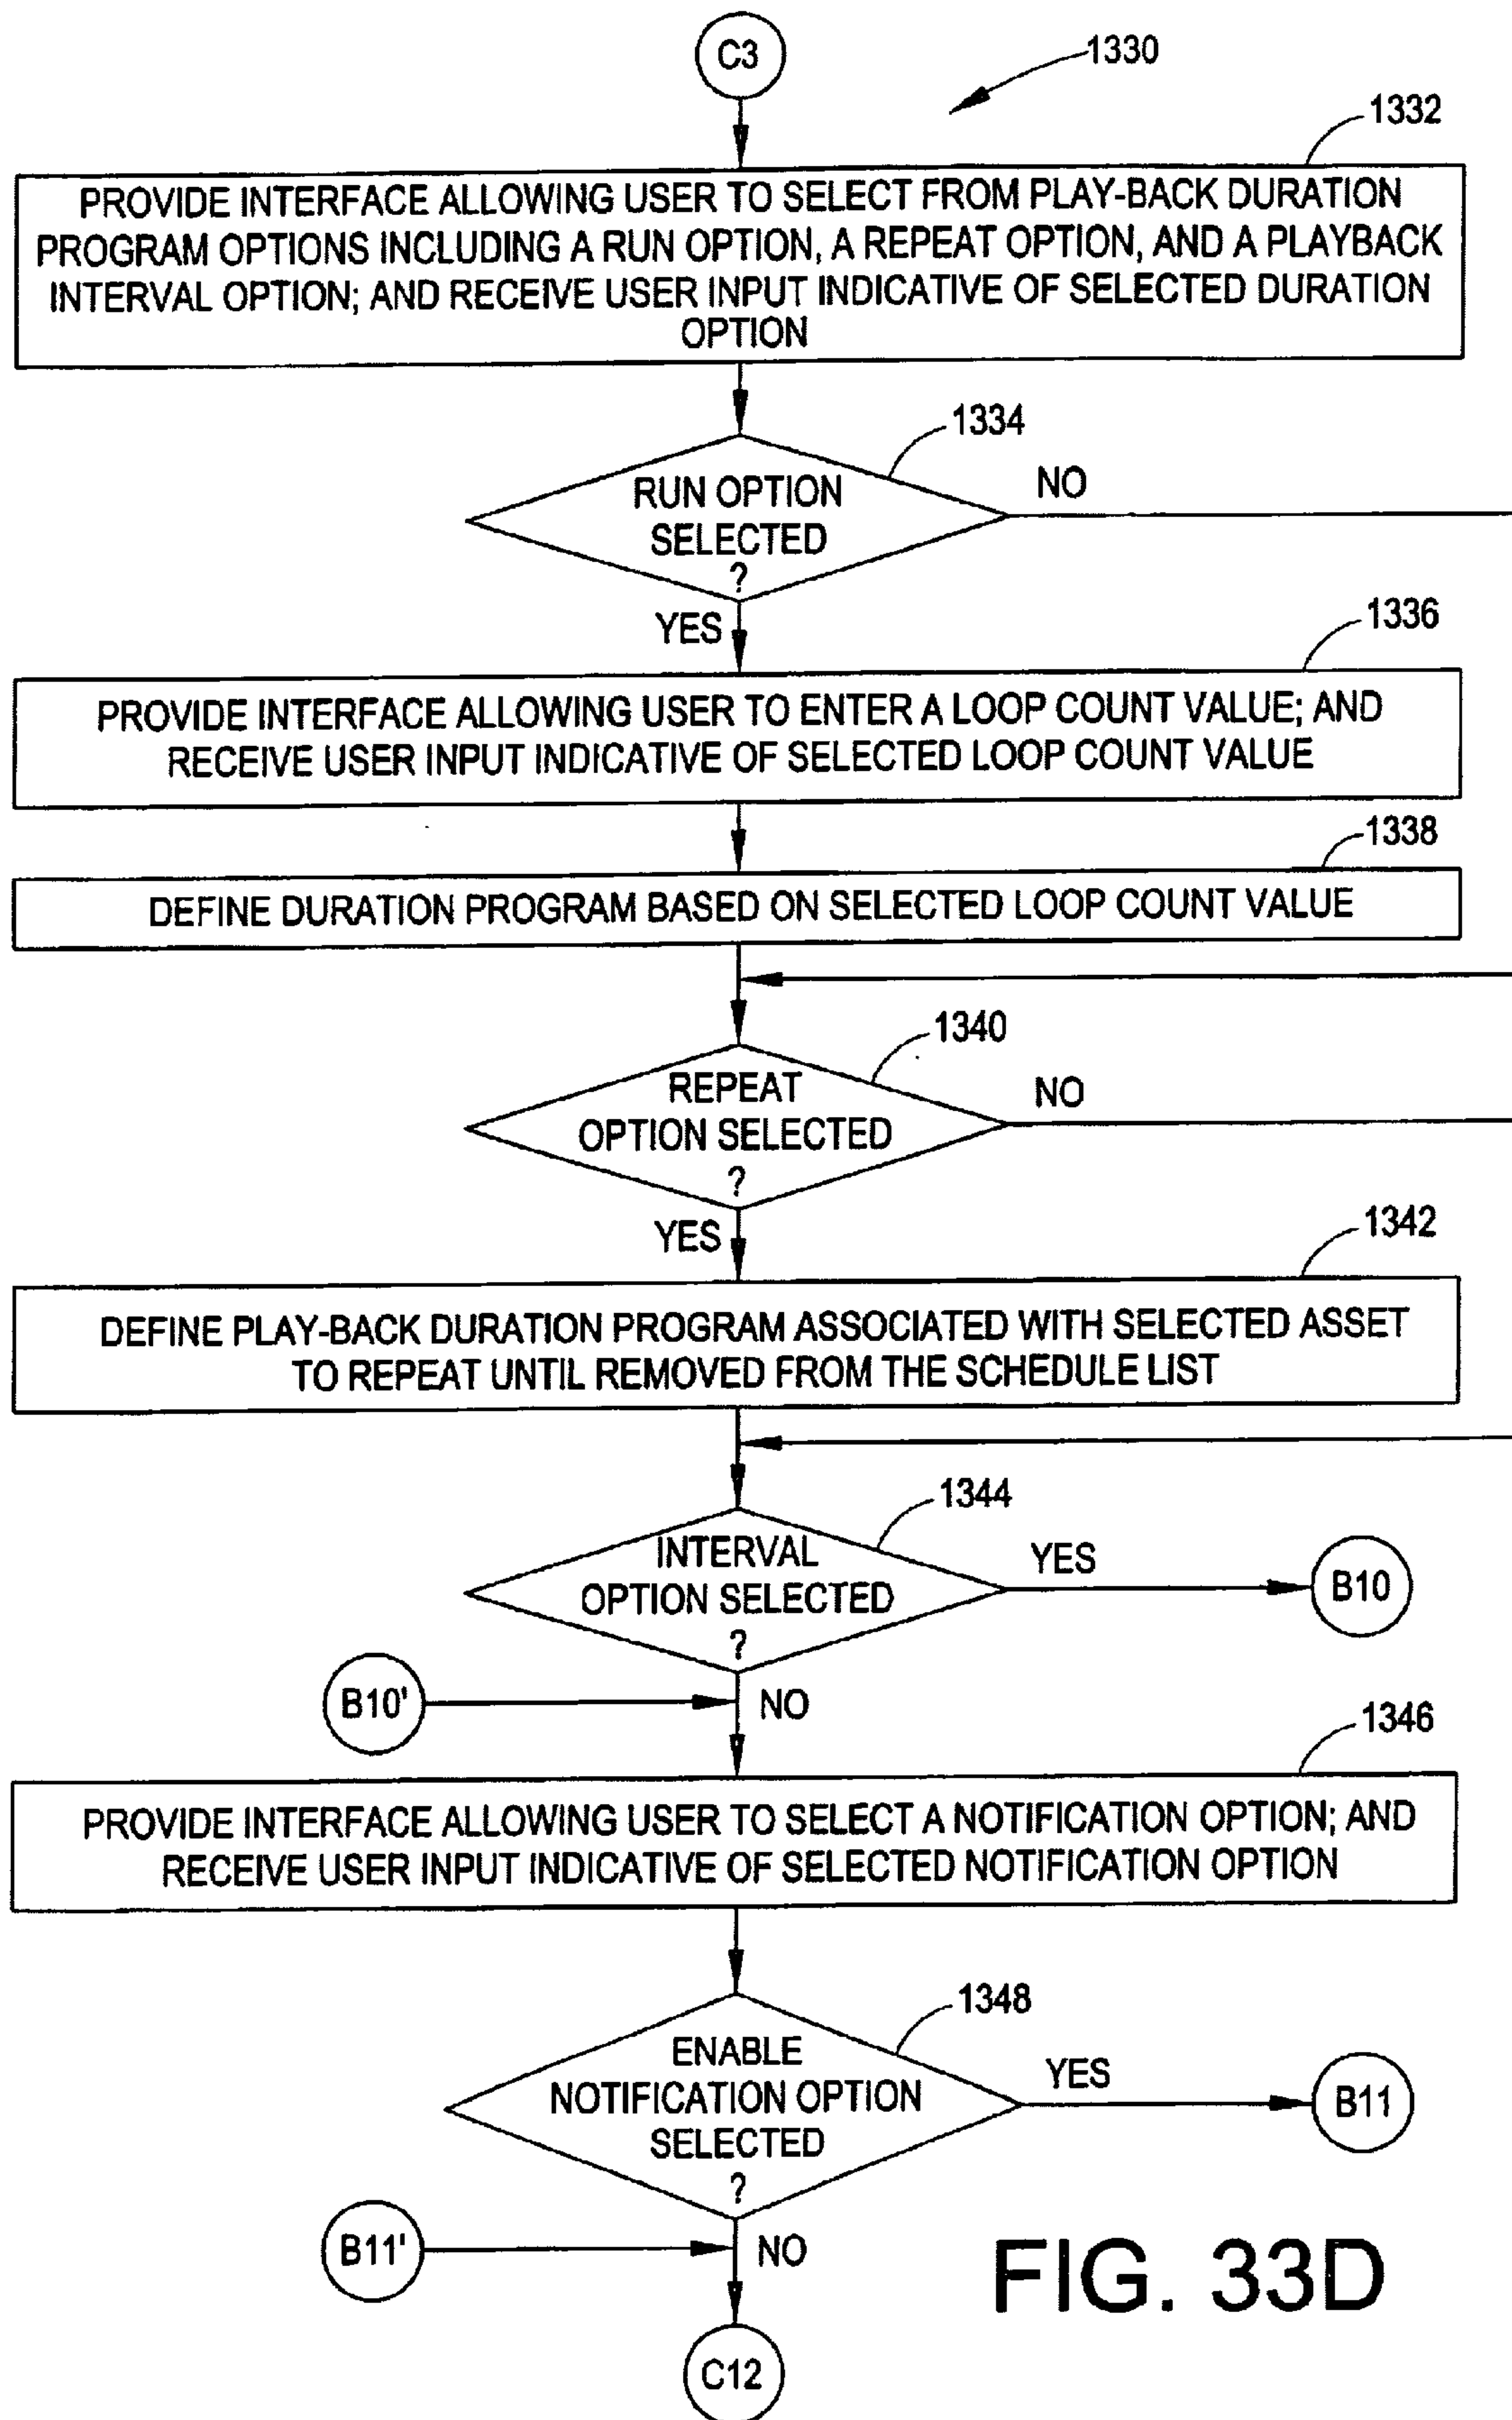 C3
1330
1332
PROVIDE INTERFACE ALLOWING USER TO SELECT FROM PLAY-BACK DURATION
PROGRAM OPTIONS INCLUDING A RUN OPTION, A REPEAT OPTION, AND A PLAYBACK
INTERVAL OPTION; AND RECEIVE USER INPUT INDICATIVE OF SELECTED DURATION
OPTION
1334
RUN OPTION
SELECTED
?
NO
YES
1336
PROVIDE INTERFACE ALLOWING USER TO ENTER A LOOP COUNT VALUE; AND
RECEIVE USER INPUT INDICATIVE OF SELECTED LOOP COUNT VALUE
1338
DEFINE DURATION PROGRAM BASED ON SELECTED LOOP COUNT VALUE
1340
REPEAT
OPTION SELECTED
?
NO
YES
1342
DEFINE PLAY-BACK DURATION PROGRAM ASSOCIATED WITH SELECTED ASSET
TO REPEAT UNTIL REMOVED FROM THE SCHEDULE LIST
1344
INTERVAL
OPTION SELECTED
?
YES
B10
B10'
NO
1346
PROVIDE INTERFACE ALLOWING USER TO SELECT A NOTIFICATION OPTION; AND
RECEIVE USER INPUT INDICATIVE OF SELECTED NOTIFICATION OPTION
1348
ENABLE
NOTIFICATION OPTION
SELECTED
?
YES
B11
B11'
NO
C12
FIG. 33D